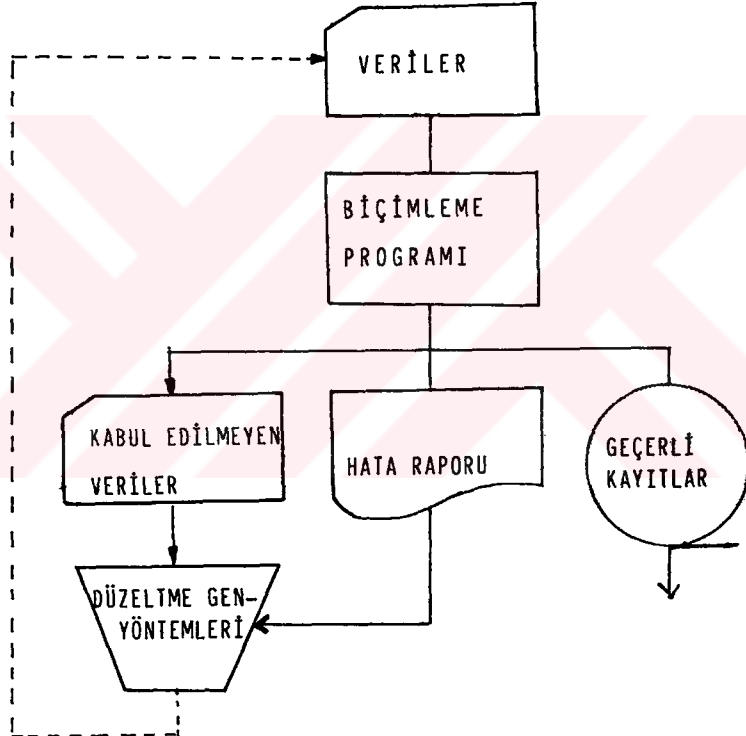 VERİLER
BİÇİMLEME
PROGRAMI
KABUL EDİLMEYEN
VERİLER
HATA RAPORU
GEÇERLİ
KAYITLAR
DÜZELTME GEN-
YÖNTEMLERİ